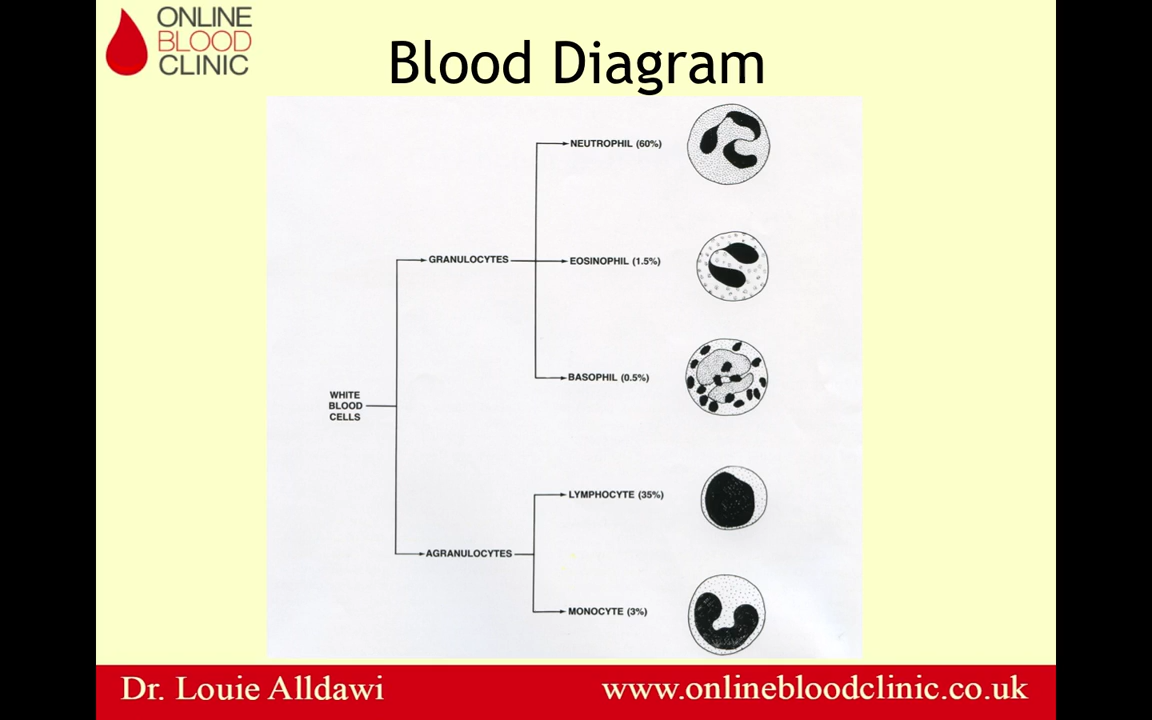 ONLINE
BLOOD
CLINIC
Blood Diagram
NEUTROPHIL (60%)
GRANULOCYTES
EOSINOPHIL (1.5%)
BASOPHIL (0.5%)
WHITE
BLOOD
CELLS
LYMPHOCYTE (35%)
AGRANULOCYTES
MONOCYTE (3%)
Dr. Louie Alldawi
www.onlinebloodclinic.co.uk